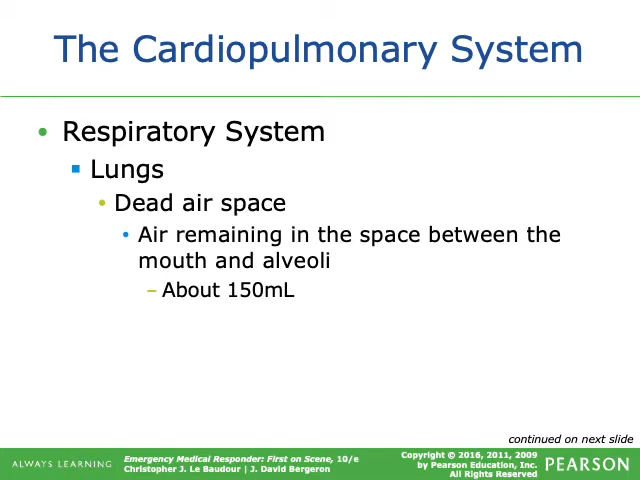 The Cardiopulmonary System
• Respiratory System
▪ Lungs
• Dead air space
• Air remaining in the space between the
mouth and alveoli
– About 150mL
continued on next slide
ALWAYS LEARNING
Emergency Medical Responder: First on Scene, 10/e
Christopher J. Le Baudour | J. David Bergeron
Copyright © 2016, 2011, 2009
by Pearson Education, Inc.
All Rights Reserved
PEARSON